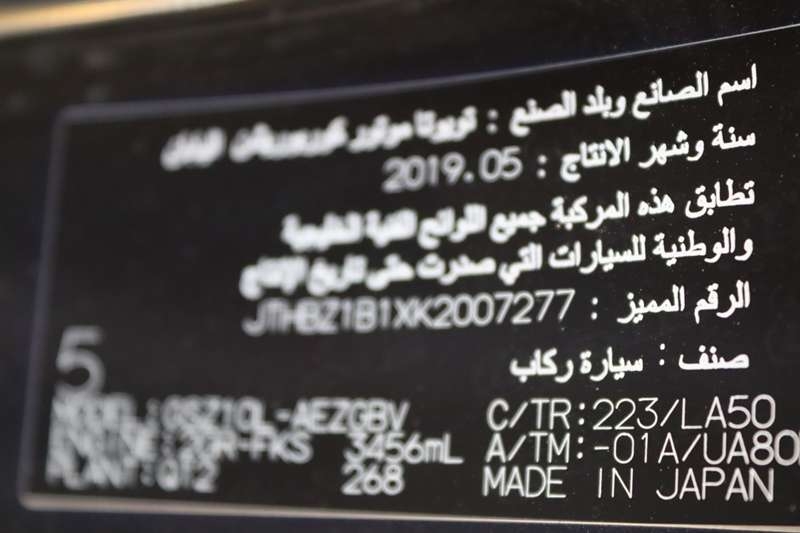 اسم الصانع وبلد الصنع : تويوتا موتور كوربوريشن اليابان
سنة وشهر الانتاج : 2019.05
تطابق هذه المركبة جميع اللوائح الفنية الخليجية
والوطنية للسيارات التي صدرت حتى تاريخ الإنتاج
الرقم المميز : JTHBZ1B1XK2007277
صنف : سيارة ركاب
5
MODEL:GSZ10L-AEZGBV C/TR:223/LA50
ENGINE:2GR-FKS 3456mL A/TM:-01A/UA80
PLANT: 268 MADE IN JAPAN